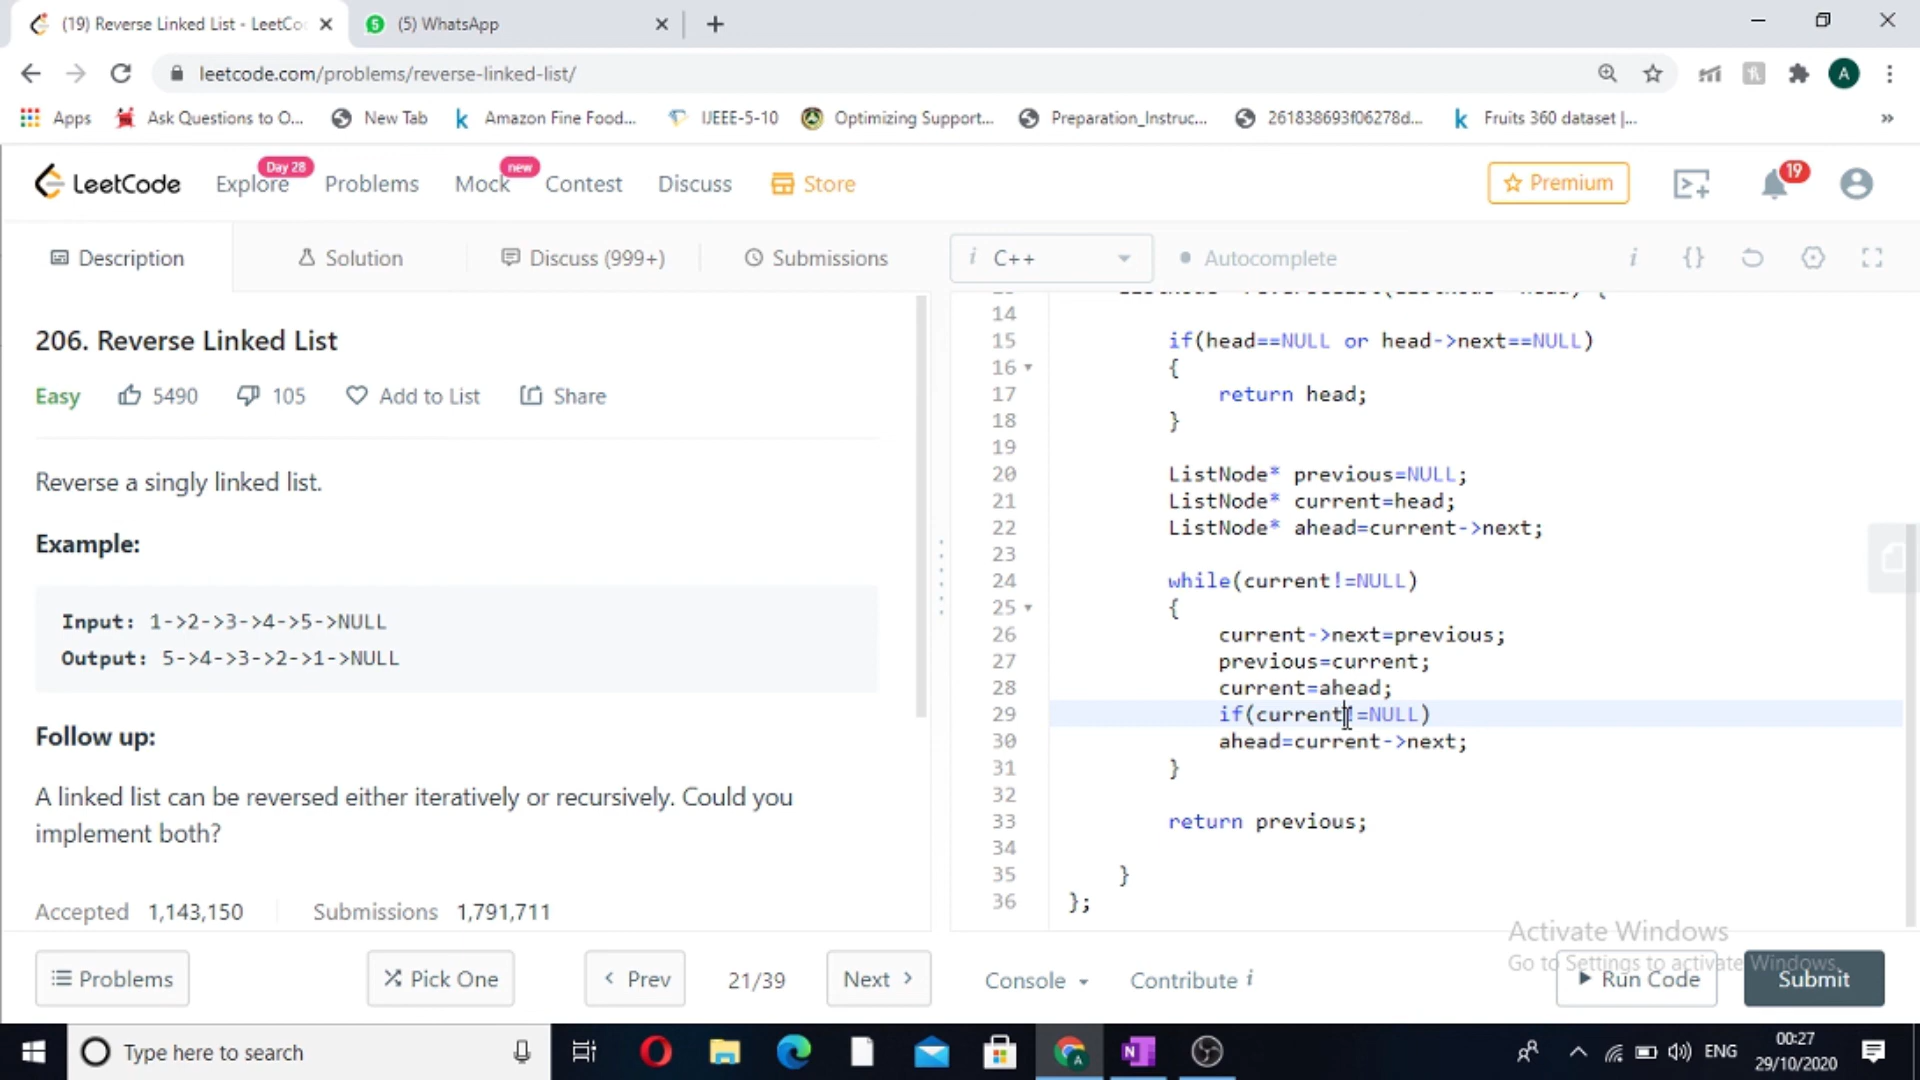 (19) Reverse Linked List - LeetCo
(5) WhatsApp
leetcode.com/problems/reverse-linked-list/
A
Apps
Ask Questions to O...
New Tab
Amazon Fine Food...
IJEEE-5-10
Optimizing Support...
Preparation_Instruc...
261838693f06278d...
Fruits 360 dataset |...
»
LeetCode
Explore
Day 28
Problems
Mock
new
Contest
Discuss
Store
Premium
19
Description
Solution
Discuss (999+)
Submissions
i C++
Autocomplete
i {}
206. Reverse Linked List
Easy
5490
105
Add to List
Share
Reverse a singly linked list.
Example:
Input: 1->2->3->4->5->NULL
Output: 5->4->3->2->1->NULL
Follow up:
A linked list can be reversed either iteratively or recursively. Could you
implement both?
Accepted 1,143,150
Submissions 1,791,711
14
15 if(head==NULL or head->next==NULL)
16 {
17 return head;
18 }
19
20 ListNode* previous=NULL;
21 ListNode* current=head;
22 ListNode* ahead=current->next;
23
24 while(current!=NULL)
25 {
26 current->next=previous;
27 previous=current;
28 current=ahead;
29 if(current!=NULL)
30 ahead=current->next;
31 }
32
33 return previous;
34
35 }
36 };
Activate Windows
Go to Settings to activate Windows.
Problems
Pick One
Prev
21/39
Next
Console
Contribute i
Run Code
Submit
Type here to search
ENG
00:27
29/10/2020